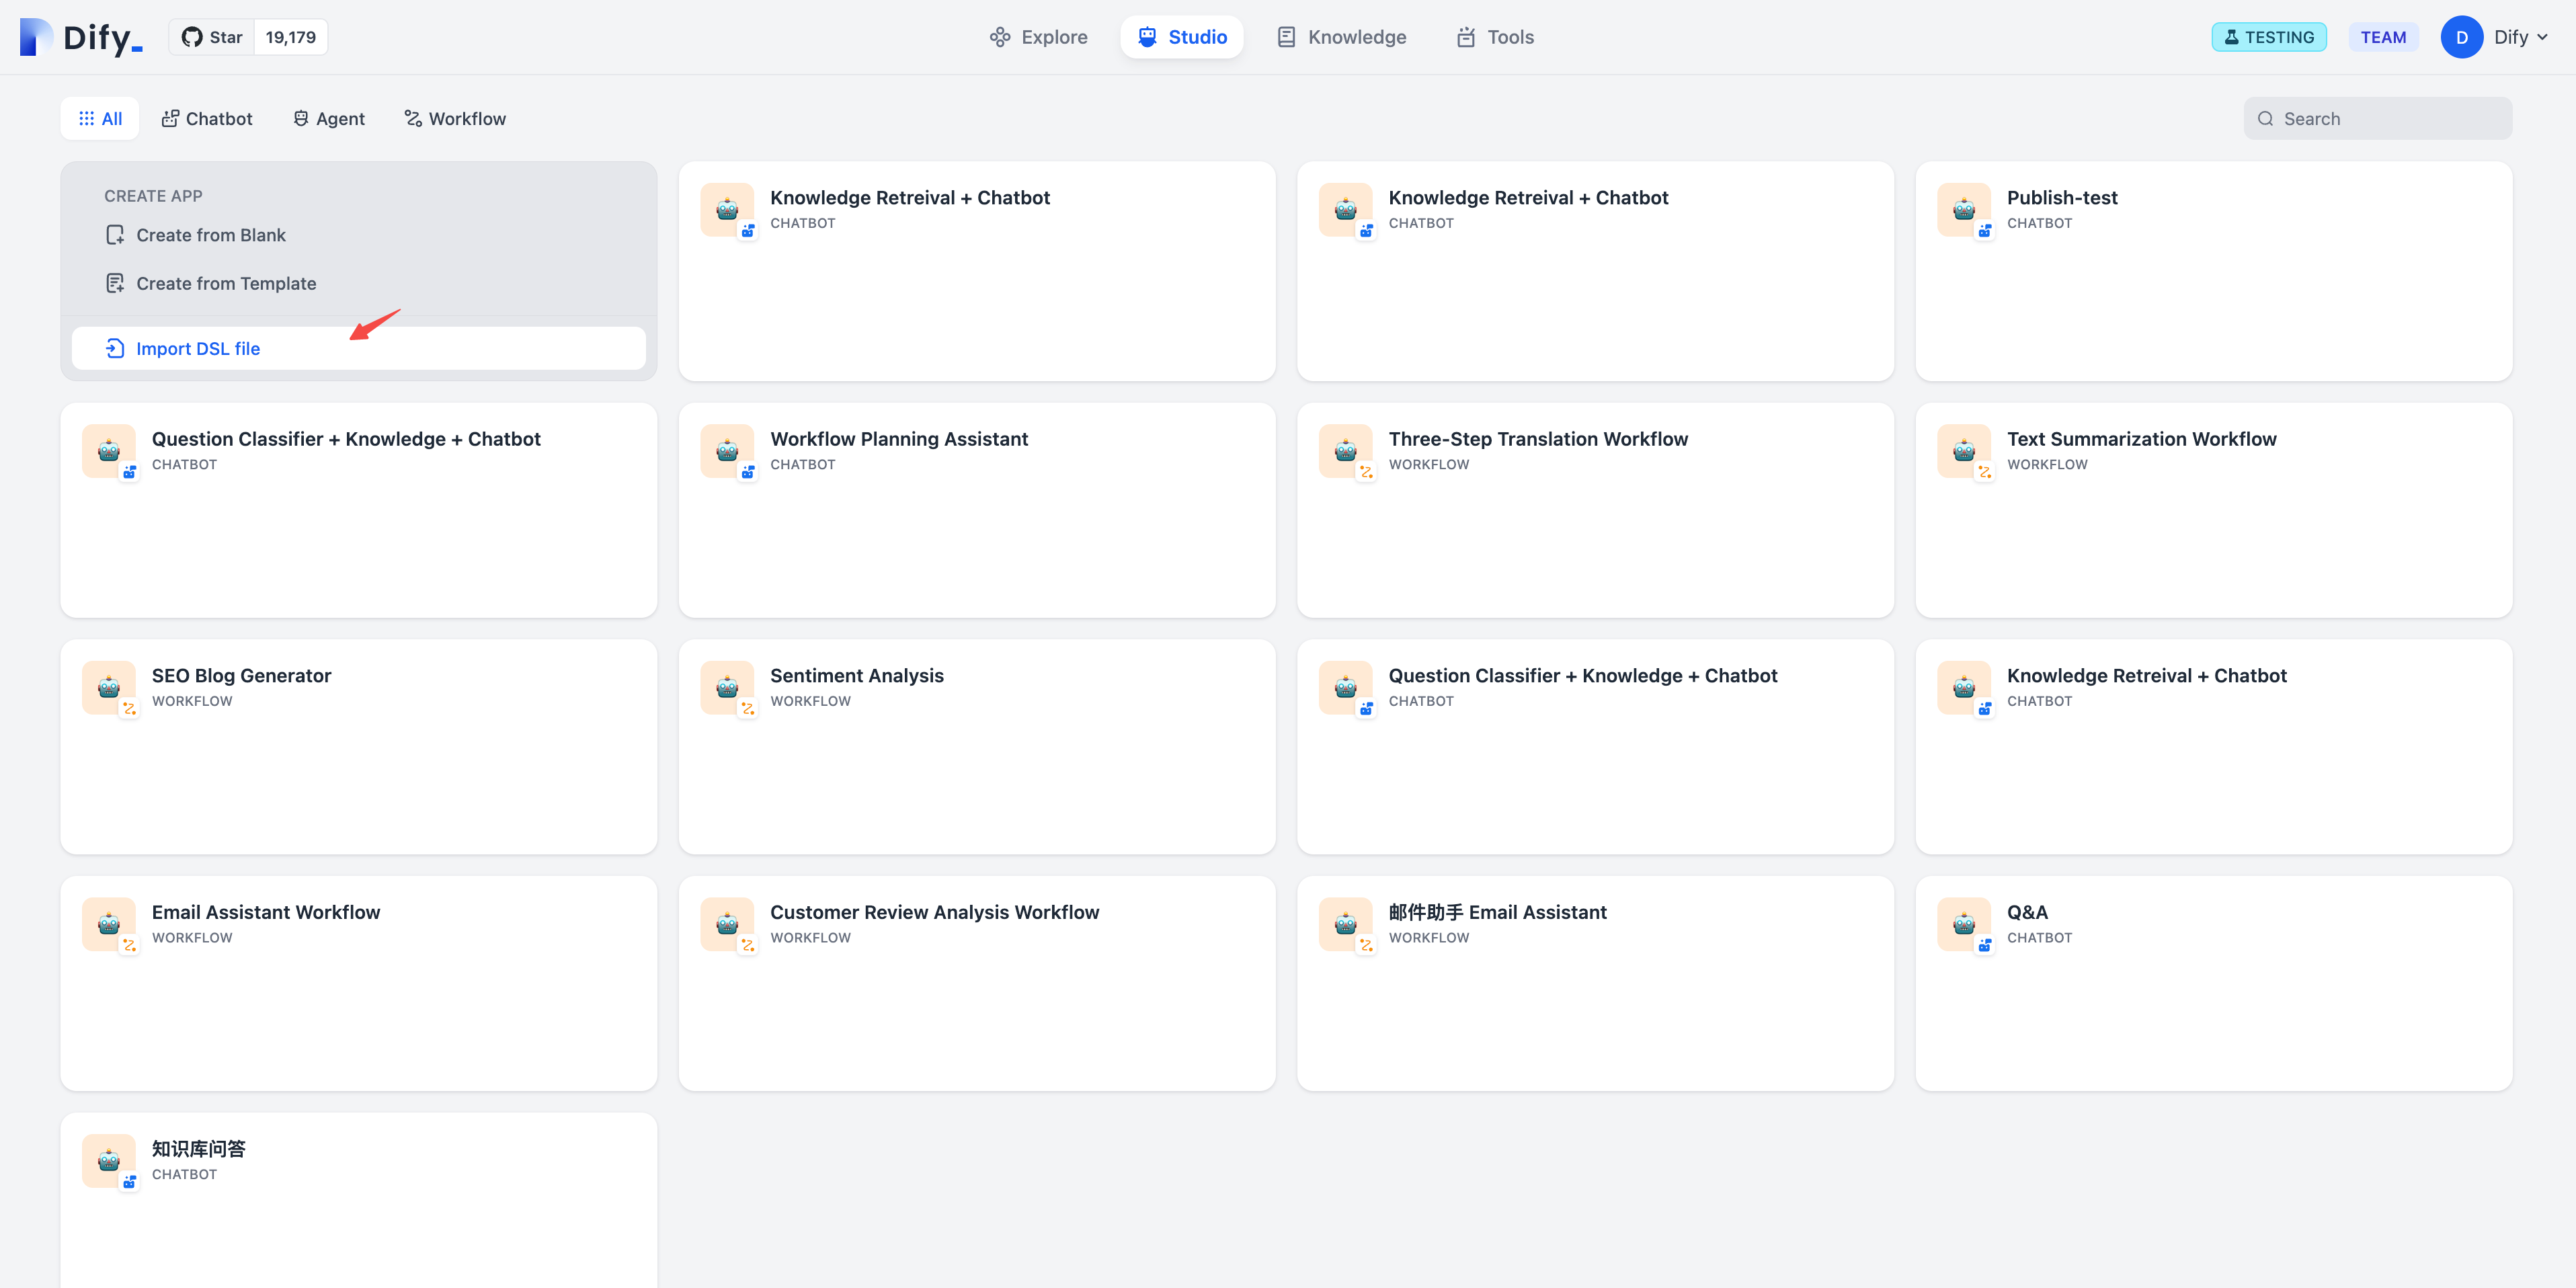 Dify_
Star 19,179
Explore Studio Knowledge Tools
TESTING TEAM D Dify
All Chatbot Agent Workflow
Search
CREATE APP
Create from Blank
Create from Template
Import DSL file
Knowledge Retreival + Chatbot
CHATBOT
Knowledge Retreival + Chatbot
CHATBOT
Publish-test
CHATBOT
Question Classifier + Knowledge + Chatbot
CHATBOT
Workflow Planning Assistant
CHATBOT
Three-Step Translation Workflow
WORKFLOW
Text Summarization Workflow
WORKFLOW
SEO Blog Generator
WORKFLOW
Sentiment Analysis
WORKFLOW
Question Classifier + Knowledge + Chatbot
CHATBOT
Knowledge Retreival + Chatbot
CHATBOT
Email Assistant Workflow
WORKFLOW
Customer Review Analysis Workflow
WORKFLOW
邮件助手 Email Assistant
WORKFLOW
Q&A
CHATBOT
知识库问答
CHATBOT